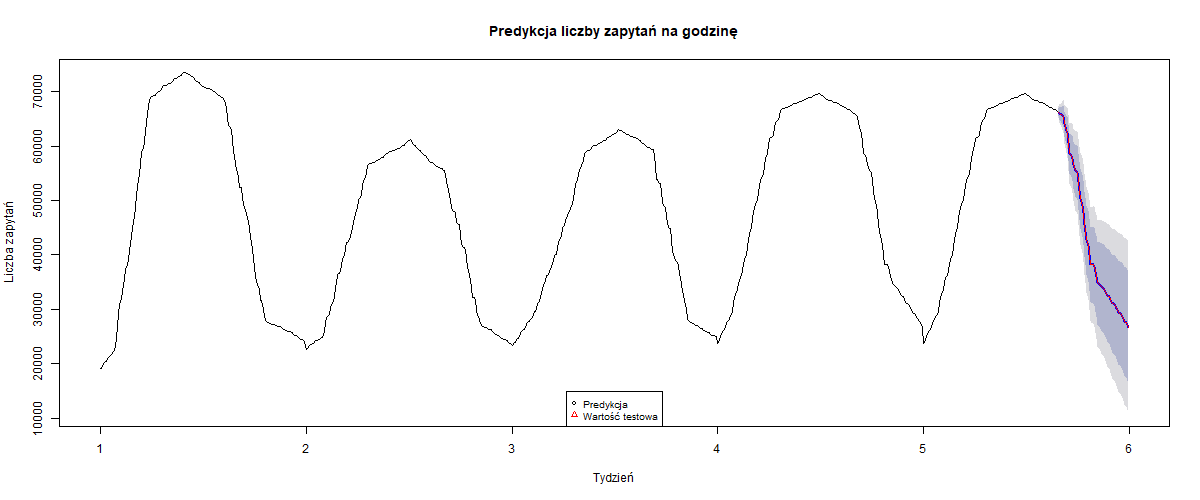 Predykcja liczby zapytań na godzinę
Liczba zapytań
70000
60000
50000
40000
30000
20000
10000
Predykcja
Wartość testowa
1 2 3 4 5 6
Tydzień